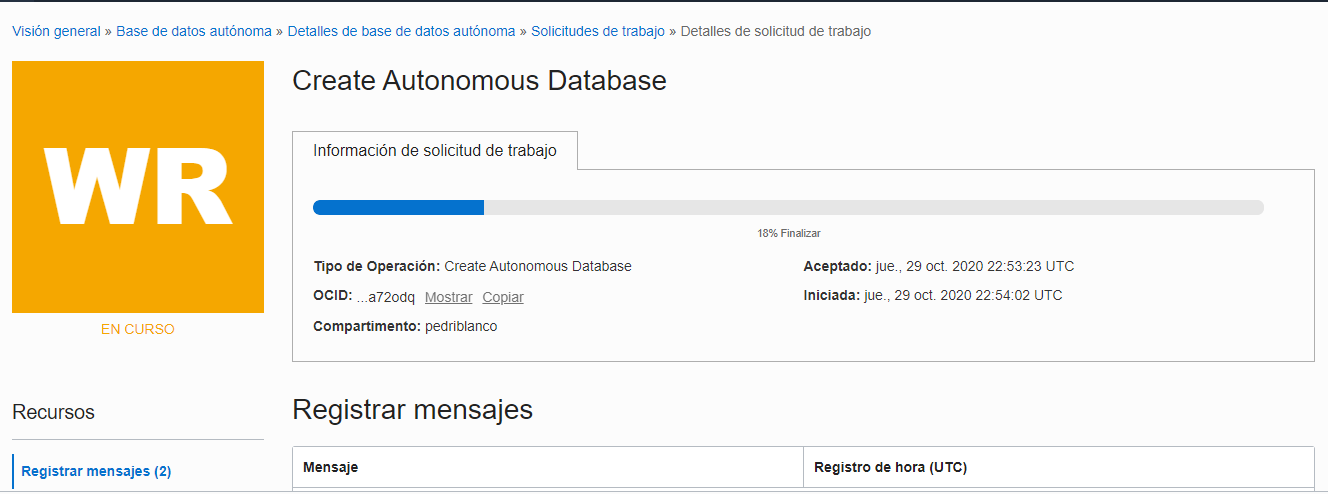 Visión general » Base de datos autónoma » Detalles de base de datos autónoma » Solicitudes de trabajo » Detalles de solicitud de trabajo
WR
EN CURSO
Create Autonomous Database
Información de solicitud de trabajo
18% Finalizar
Tipo de Operación: Create Autonomous Database
Aceptado: jue., 29 oct. 2020 22:53:23 UTC
OCID: ...a72odq Mostrar Copiar
Iniciada: jue., 29 oct. 2020 22:54:02 UTC
Compartimento: pedriblanco
Recursos
Registrar mensajes (2)
Registrar mensajes
Mensaje
Registro de hora (UTC)